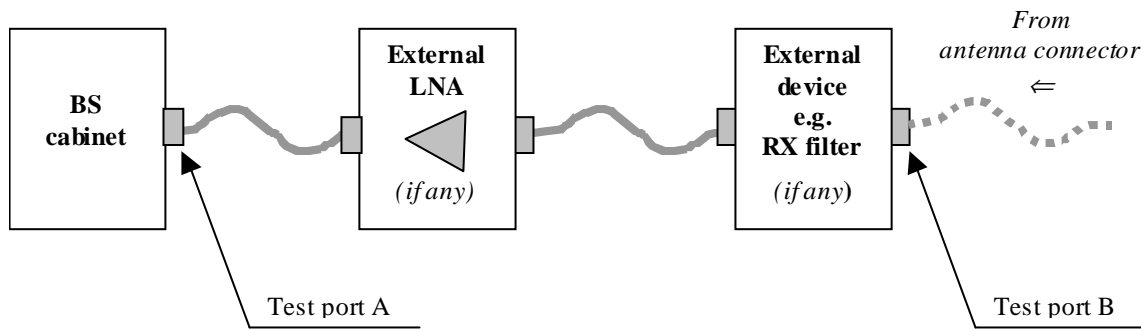 BS
cabinet
External
LNA
(if any)
External
device
e.g.
RX filter
(if any)
From
antenna connector
⇐
Test port A
Test port B